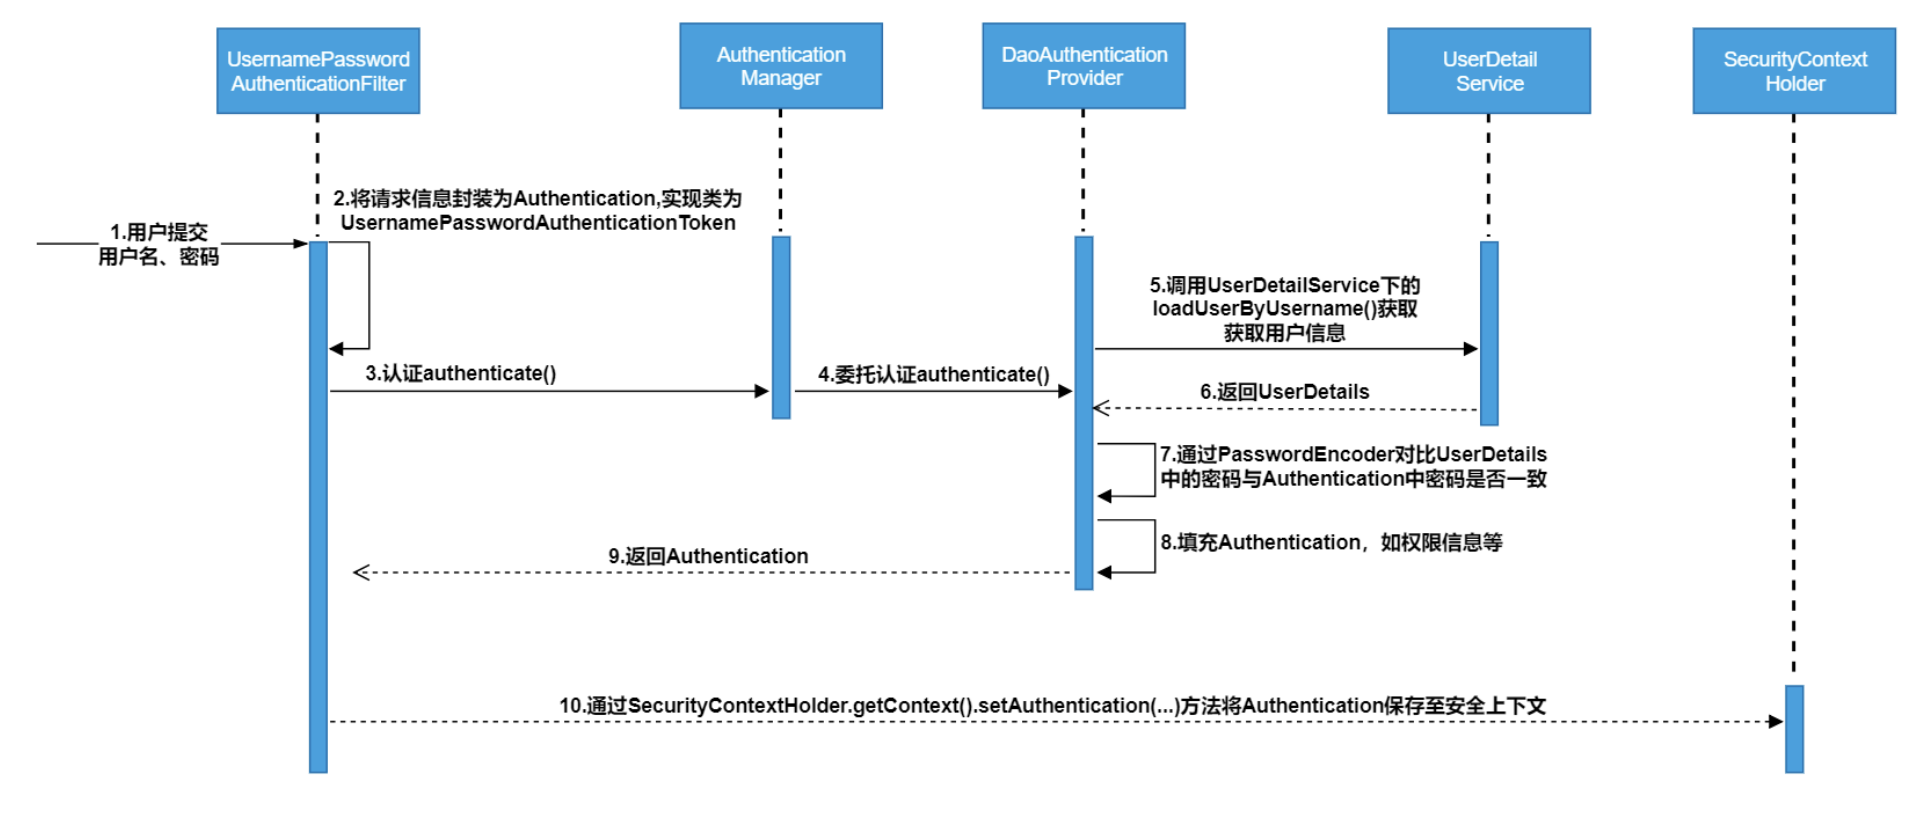 UsernamePassword
AuthenticationFilter
Authentication
Manager
DaoAuthentication
Provider
UserDetail
Service
SecurityContext
Holder
1.用户提交
用户名、密码
2.将请求信息封装为Authentication,实现类为
UsernamePasswordAuthenticationToken
3.认证authenticate()
4.委托认证authenticate()
5.调用UserDetailService下的
loadUserByUsername()获取
获取用户信息
6.返回UserDetails
7.通过PasswordEncoder对比UserDetails
中的密码与Authentication中密码是否一致
8.填充Authentication，如权限信息等
9.返回Authentication
10.通过SecurityContextHolder.getContext().setAuthentication(...)方法将Authentication保存至安全上下文